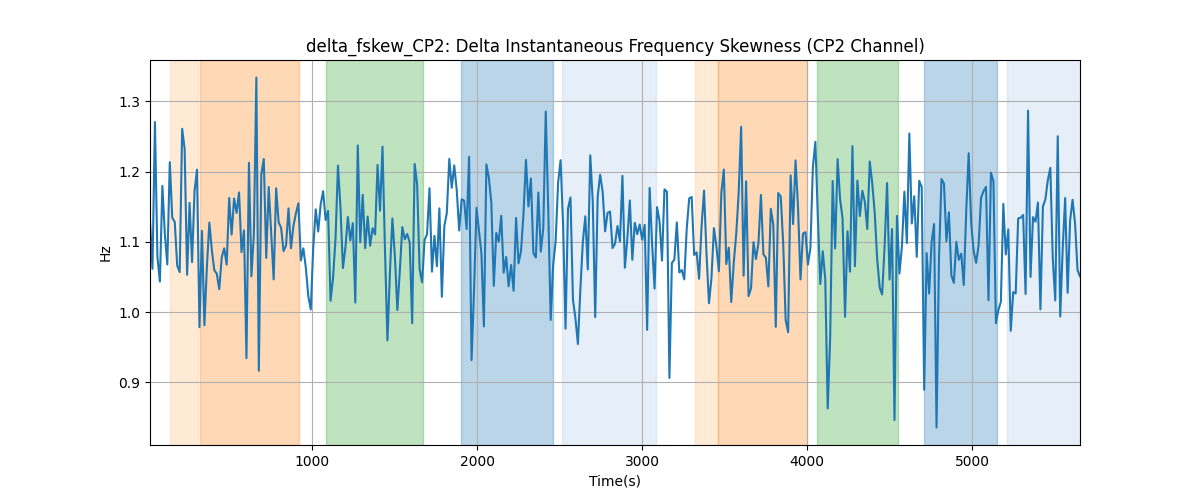 delta_fskew_CP2: Delta Instantaneous Frequency Skewness (CP2 Channel)
1.3
1.2
1.1
1.0
0.9
Hz
1000 2000 3000 4000 5000
Time(s)